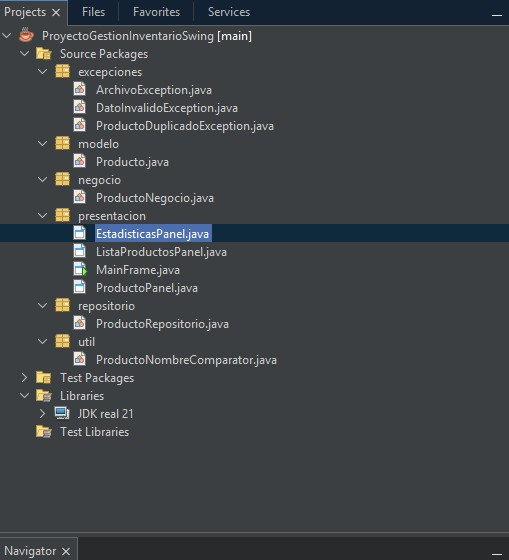 Projects Files Favorites Services
ProyectoGestionInventarioSwing [main]
Source Packages
excepciones
ArchivoException.java
DatoInvalidoException.java
ProductoDuplicadoException.java
modelo
Producto.java
negocio
ProductoNegocio.java
presentacion
EstadisticasPanel.java
ListaProductosPanel.java
MainFrame.java
ProductoPanel.java
repositorio
ProductoRepositorio.java
util
ProductoNombreComparator.java
Test Packages
Libraries
JDK real 21
Test Libraries
Navigator